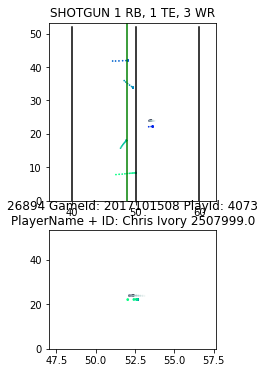 SHOTGUN 1 RB, 1 TE, 3 WR
50
40
30
20
10
0
40 50 60
26894 GameId: 2017101508 PlayId: 4073
PlayerName + ID: Chris Ivory 2507999.0
40
20
0
47.5 50.0 52.5 55.0 57.5